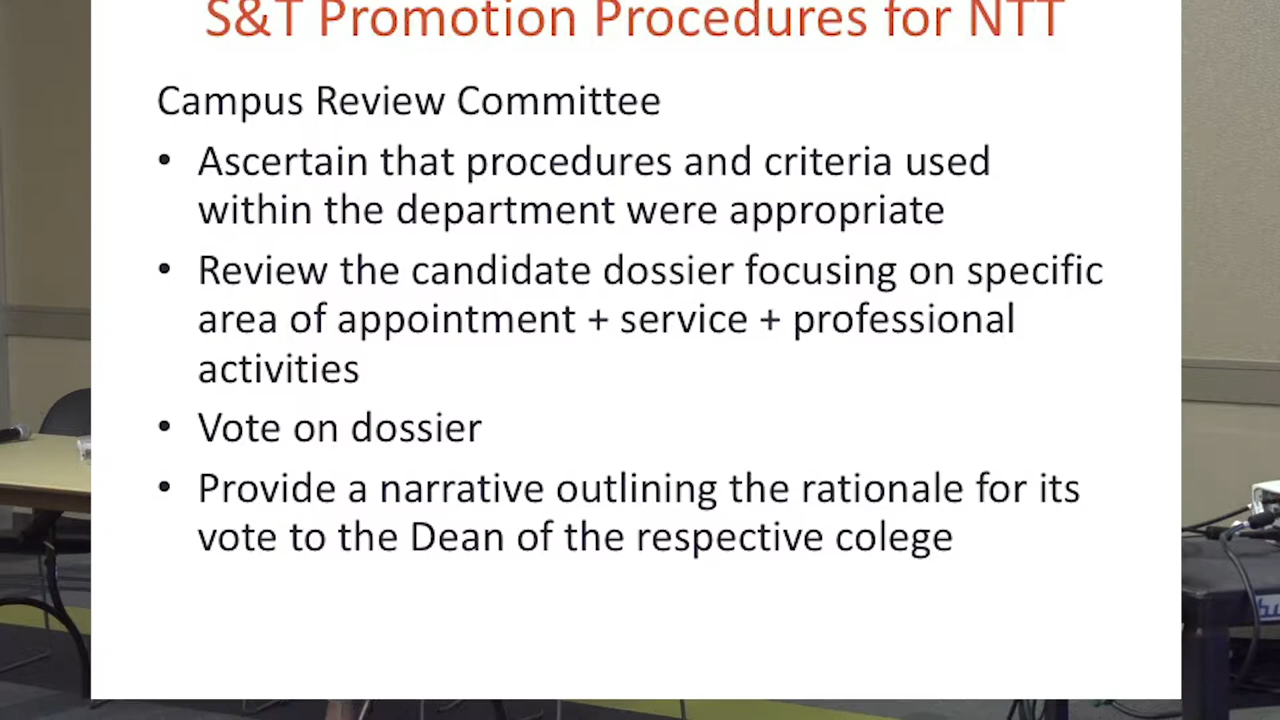 S&T Promotion Procedures for NTT
Campus Review Committee
• Ascertain that procedures and criteria used
within the department were appropriate
• Review the candidate dossier focusing on specific
area of appointment + service + professional
activities
• Vote on dossier
• Provide a narrative outlining the rationale for its
vote to the Dean of the respective colege